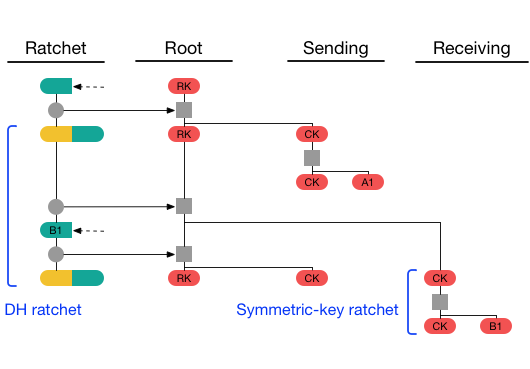 Ratchet Root Sending Receiving
RK
RK CK
CK A1
B1
RK CK CK
DH ratchet Symmetric-key ratchet
CK B1